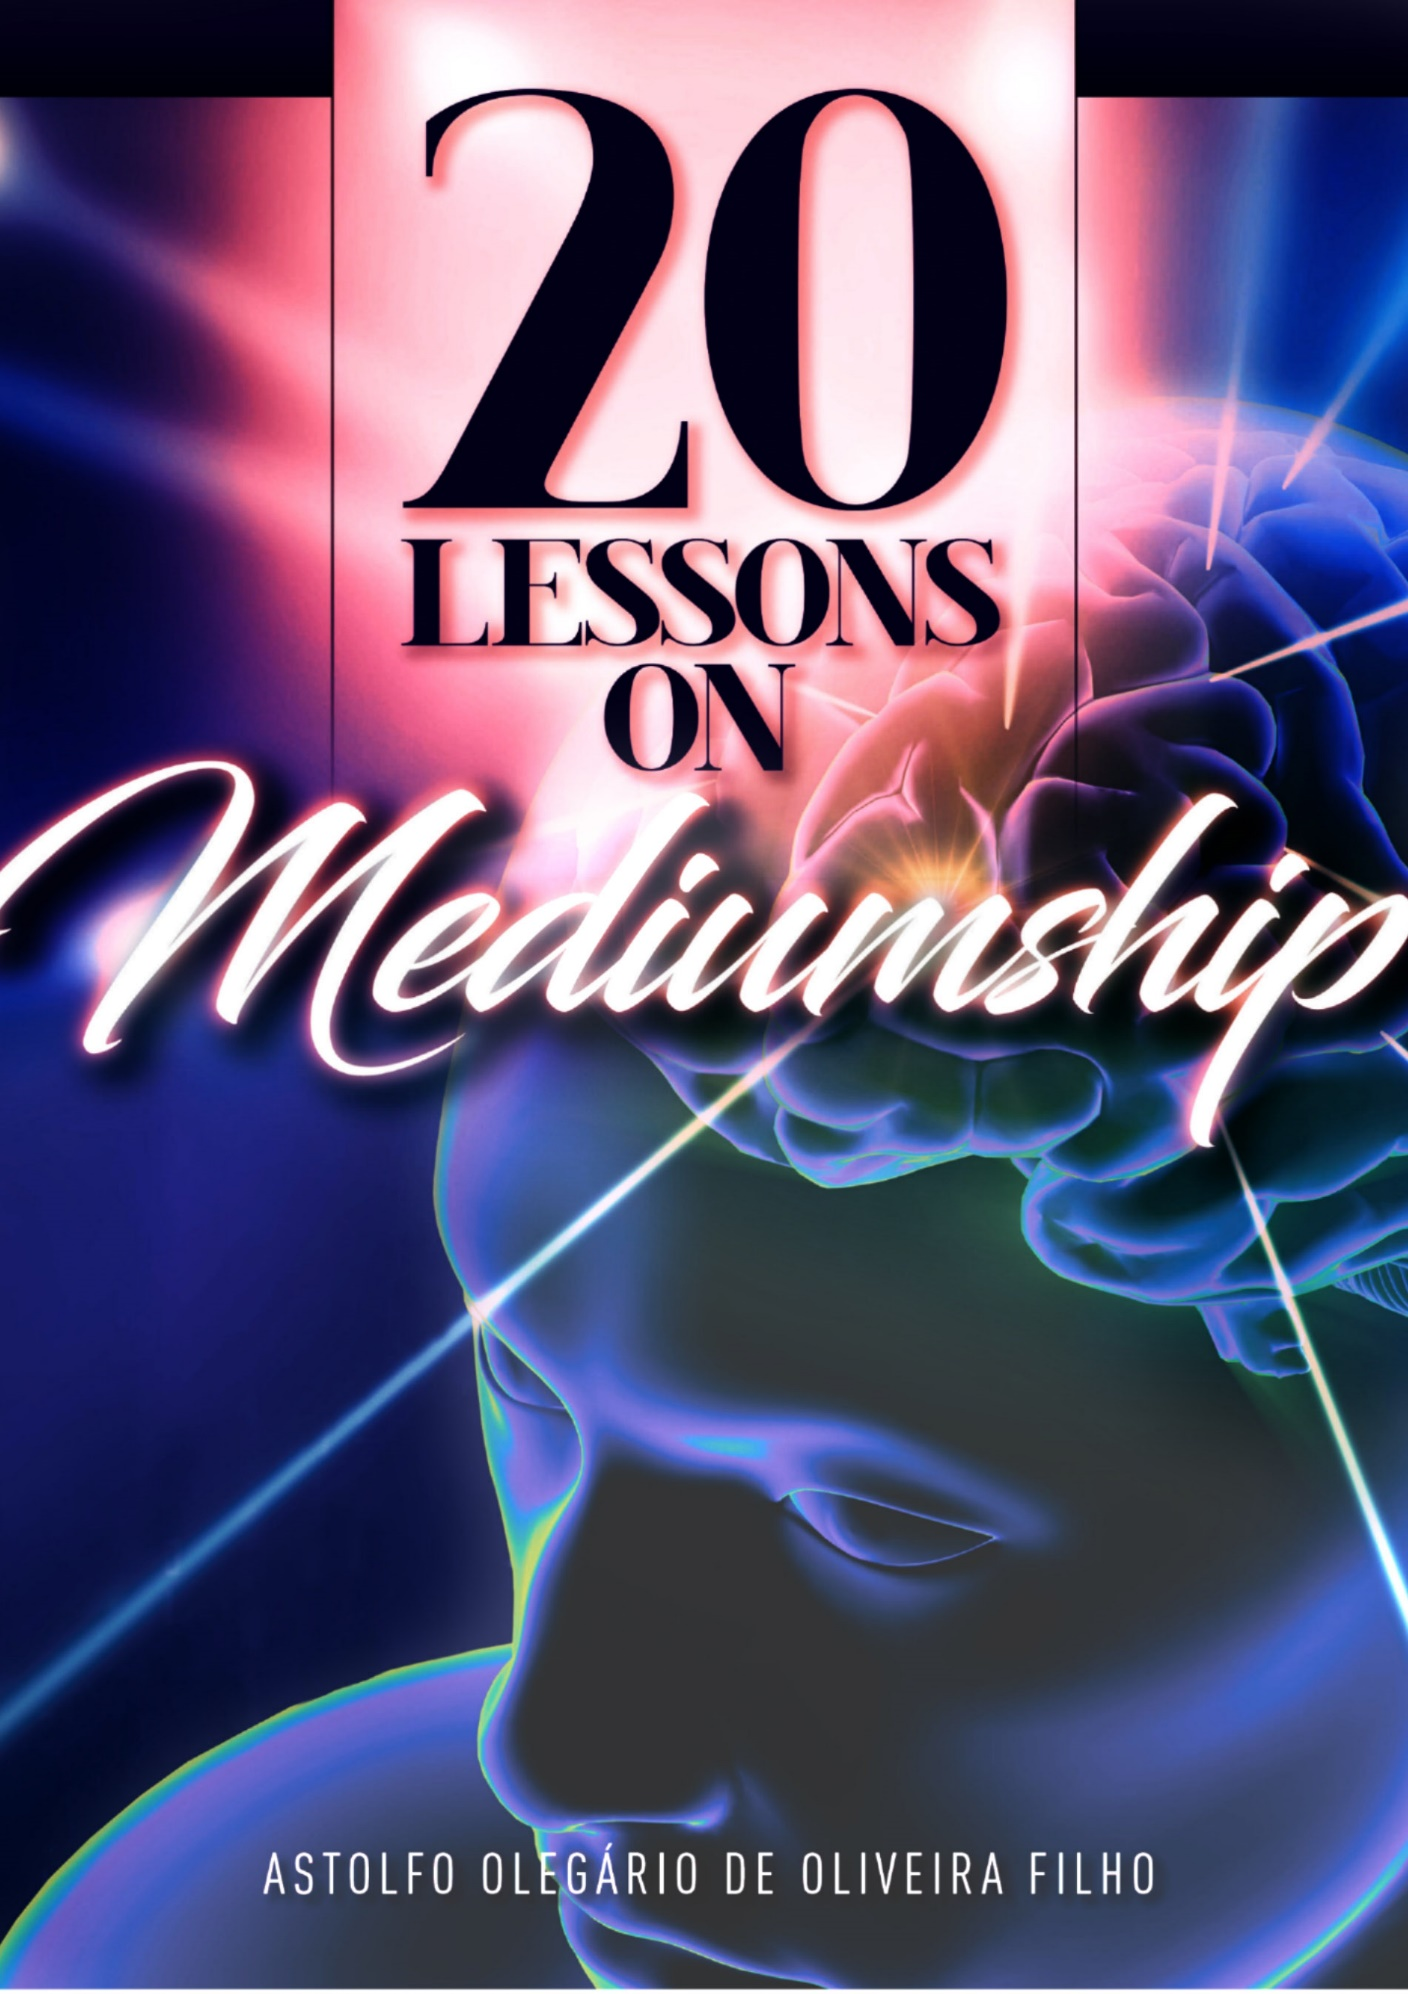 20
LESSONS
ON
Mediumship
ASTOLFO OLEGÁRIO DE OLIVEIRA FILHO